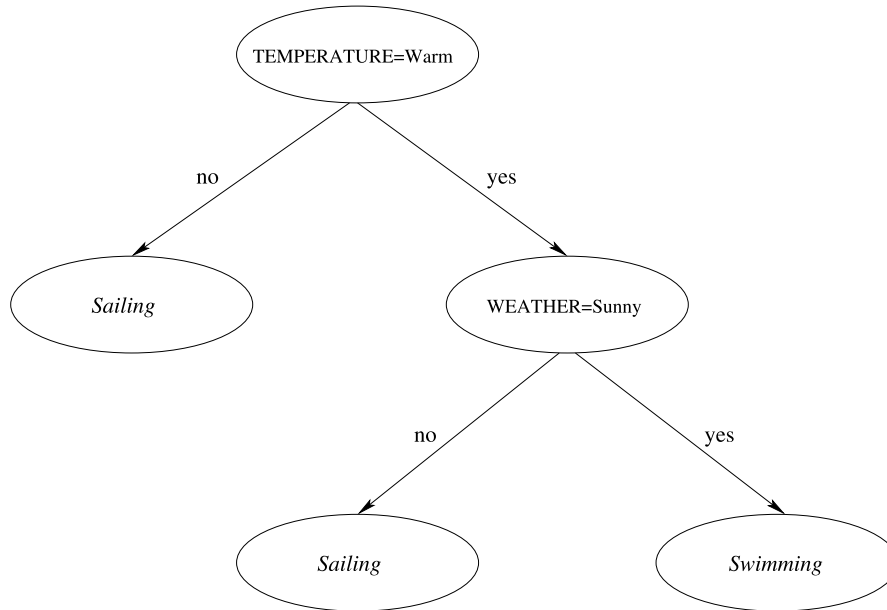 TEMPERATURE=Warm
no
yes
Sailing
WEATHER=Sunny
no
yes
Sailing
Swimming